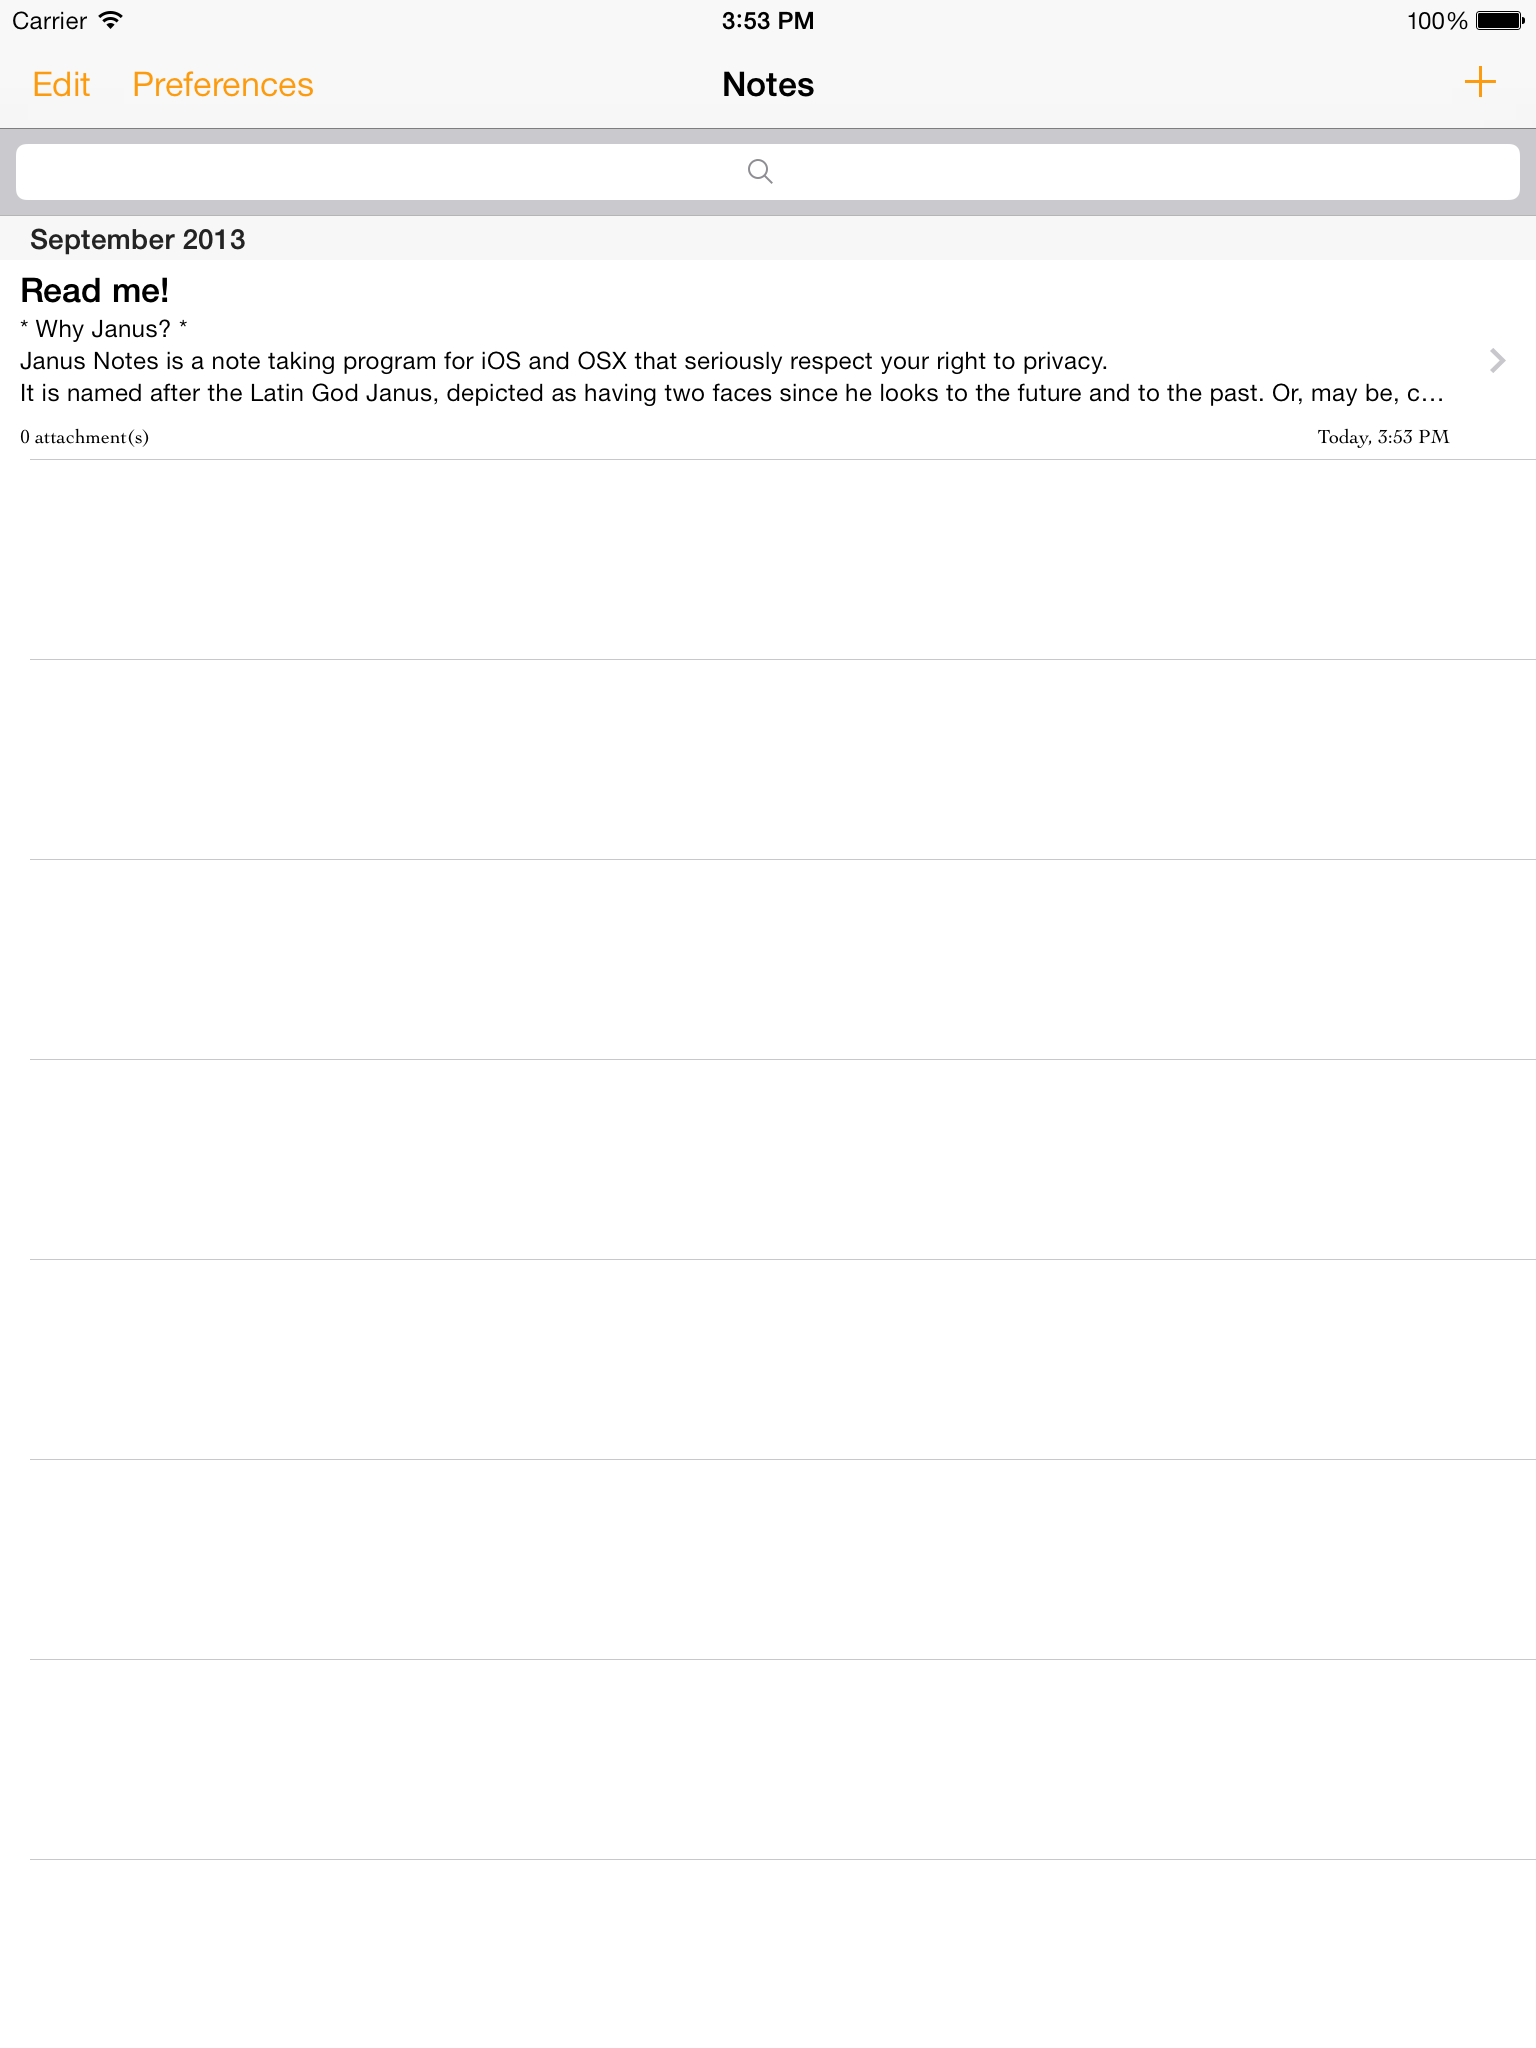 Carrier 3:53 PM 100%
Edit Preferences Notes
September 2013
Read me!
* Why Janus? *
Janus Notes is a note taking program for iOS and OSX that seriously respect your right to privacy.
It is named after the Latin God Janus, depicted as having two faces since he looks to the future and to the past. Or, may be, c...
0 attachment(s) Today, 3:53 PM